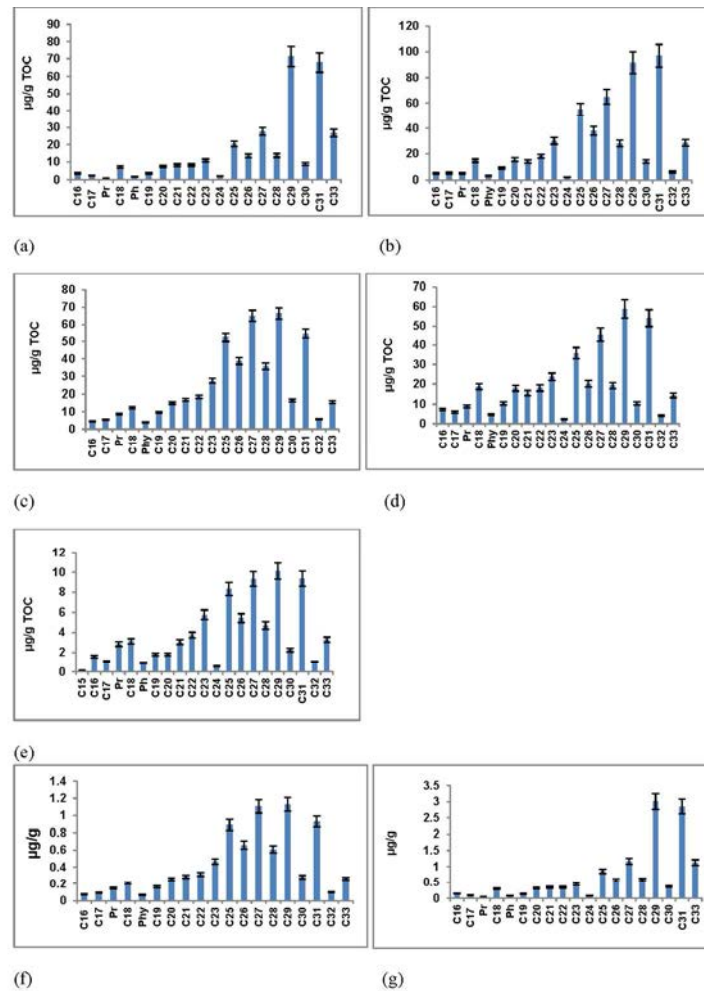 90
80
70
60
50
40
30
20
10
0
µg/g TOC
C16 C17 Pr C18 Ph C19 C20 C21 C22 C23 C24 C25 C26 C27 C28 C29 C30 C31 C33
(a)
120
100
80
60
40
20
0
µg/g TOC
C16 C17 Pr C18 Phy C19 C20 C21 C22 C23 C24 C25 C26 C27 C28 C29 C30 C31 C32 C33
(b)
80
70
60
50
40
30
20
10
0
µg/g TOC
C16 C17 Pr C18 Phy C19 C20 C21 C22 C23 C25 C26 C27 C28 C29 C30 C31 C32 C33
(c)
70
60
50
40
30
20
10
0
µg/g TOC
C16 C17 Pr C18 Phy C19 C20 C21 C22 C23 C24 C25 C26 C27 C28 C29 C30 C31 C32 C33
(d)
12
10
8
6
4
2
0
µg/g TOC
C15 C16 C17 Pr C18 Ph C19 C20 C21 C22 C23 C24 C25 C26 C27 C28 C29 C30 C31 C32 C33
(e)
1.4
1.2
1
0.8
0.6
0.4
0.2
0
µg/g
C16 C17 Pr C18 Phy C19 C20 C21 C22 C23 C25 C26 C27 C28 C29 C30 C31 C32 C33
(f)
3.5
3
2.5
2
1.5
1
0.5
0
µg/g
C16 C17 Pr C18 Ph C19 C20 C21 C22 C23 C24 C25 C26 C27 C28 C29 C30 C31 C33
(g)